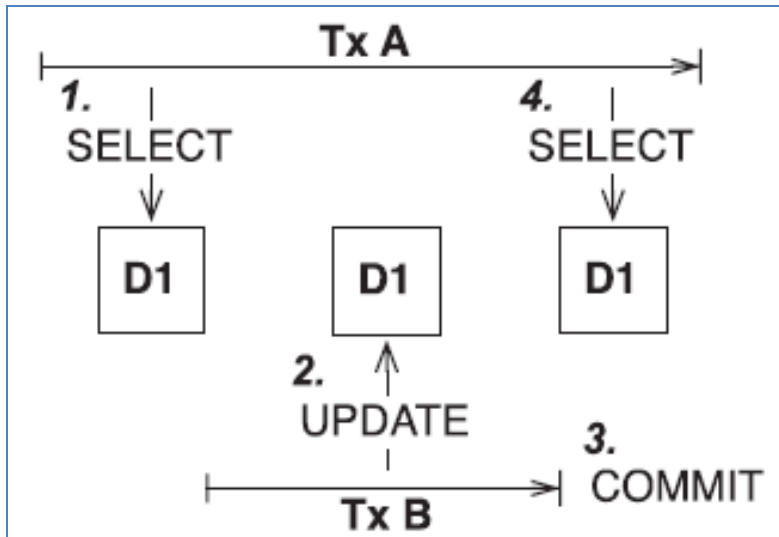 Tx A
1.
SELECT
4.
SELECT
D1
D1
D1
2.
UPDATE
3.
COMMIT
Tx B